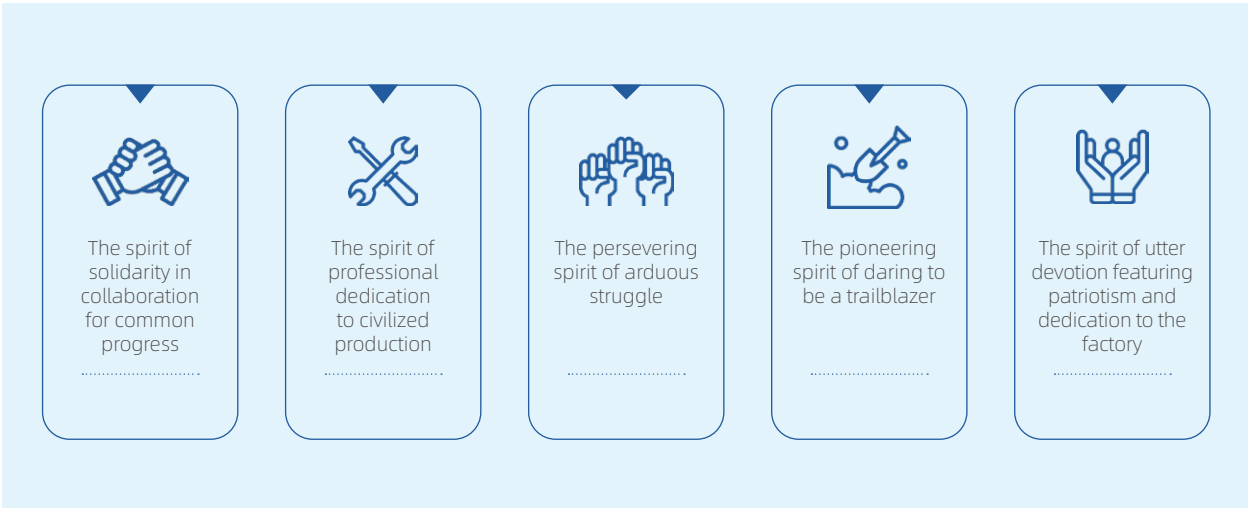 The spirit of
solidarity in
collaboration
for common
progress
The spirit of
professional
dedication
to civilized
production
The persevering
spirit of arduous
struggle
The pioneering
spirit of daring to
be a trailblazer
The spirit of utter
devotion featuring
patriotism and
dedication to the
factory